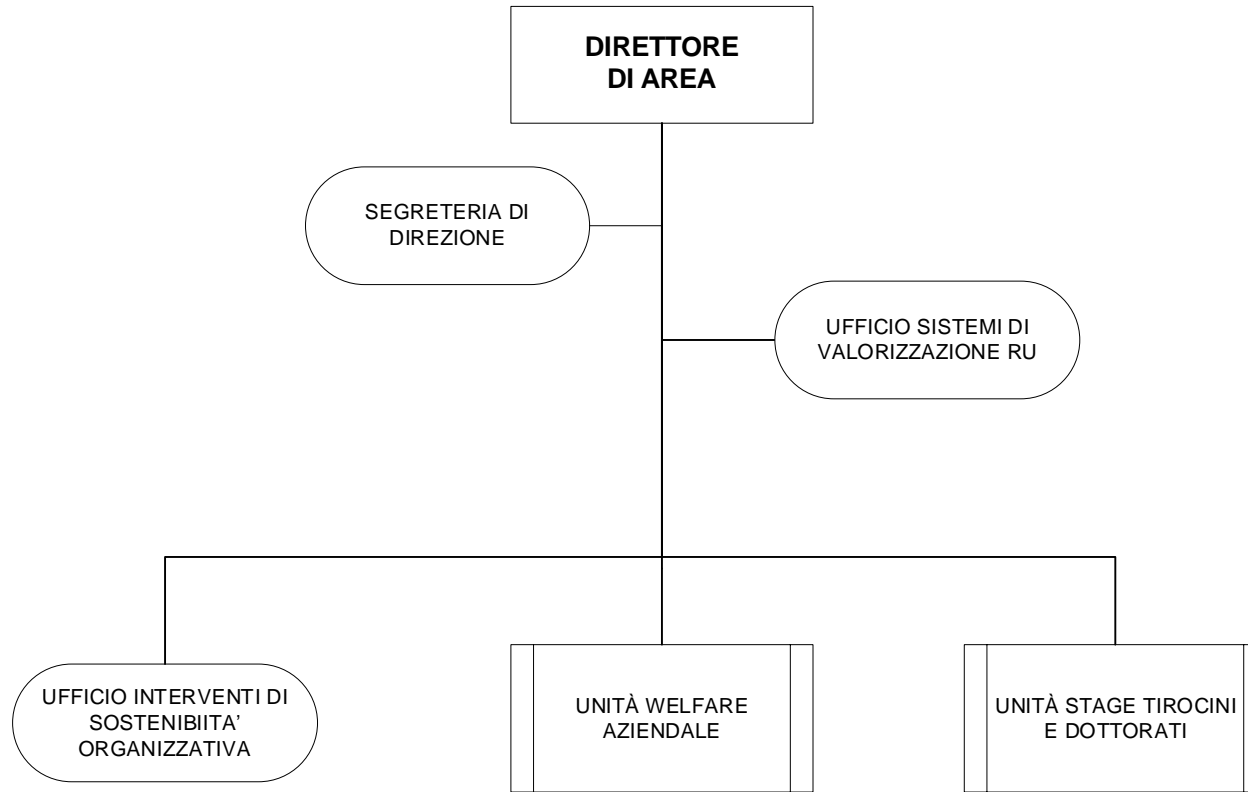 DIRETTORE
DI AREA
SEGRETERIA DI
DIREZIONE
UFFICIO SISTEMI DI
VALORIZZAZIONE RU
UFFICIO INTERVENTI DI
SOSTENIBIITA’
ORGANIZZATIVA
UNITÀ WELFARE
AZIENDALE
UNITÀ STAGE TIROCINI
E DOTTORATI